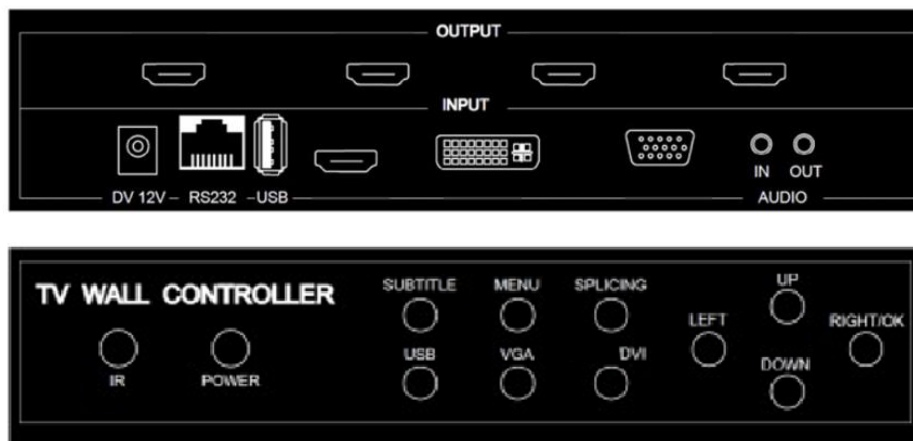 OUTPUT
INPUT
IN OUT
DV 12V RS232 USB AUDIO
TV WALL CONTROLLER
SUBTITLE MENU SPLICING UP
LEFT RIGHT/OK
USB VGA DVI
IR POWER DOWN